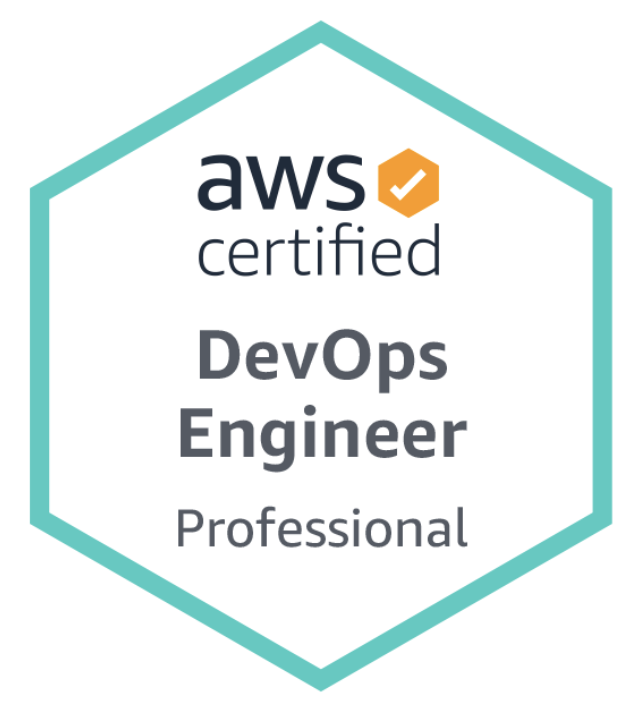 aws
certified
DevOps
Engineer
Professional